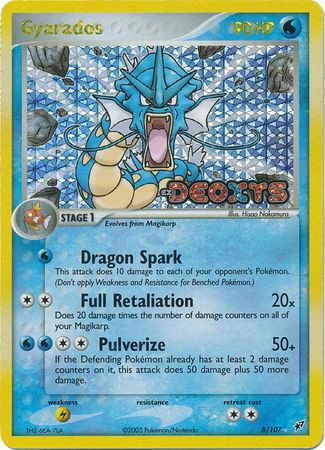 Gyarados 90 HP
DEOXYS
Illus. Hisao Nakamura
STAGE 1
Evolves from Magikarp
Dragon Spark
This attack does 10 damage to each of your opponent's Pokémon.
(Don't apply Weakness and Resistance for Benched Pokémon.)
Full Retaliation 20x
Does 20 damage times the number of damage counters on all
of your Magikarp.
Pulverize 50+
If the Defending Pokémon already has at least 2 damage
counters on it, this attack does 50 damage plus 50 more
damage.
weakness resistance retreat cost
TH2 6EA-7LA ©2005 Pokémon/Nintendo 8/107